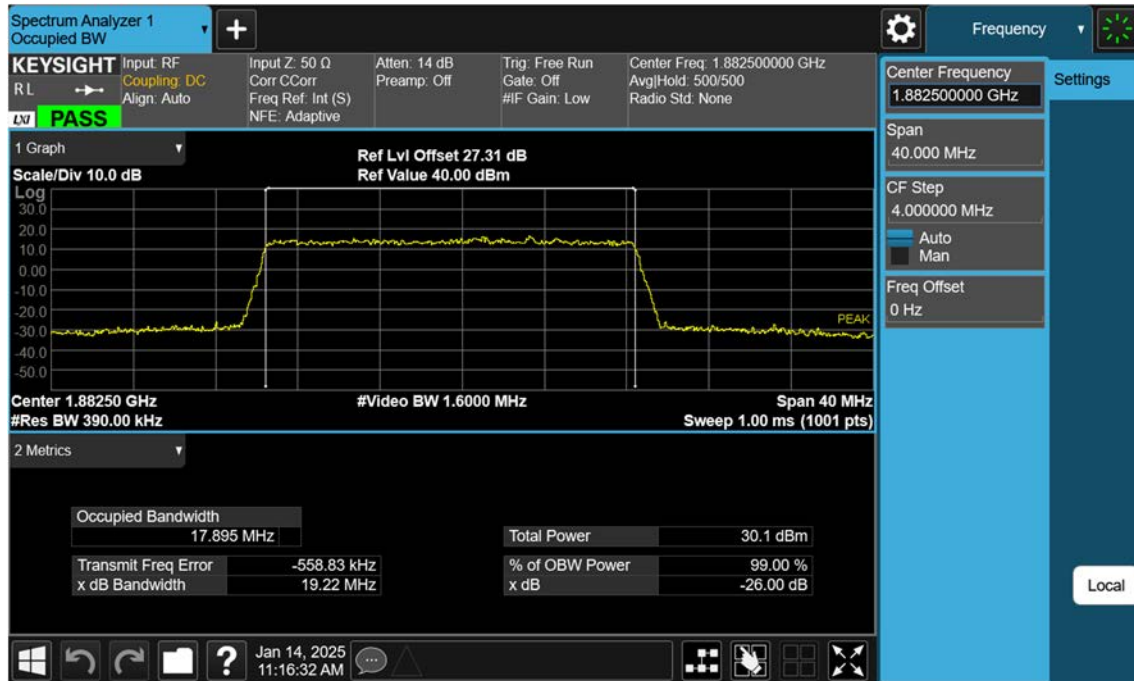 Spectrum Analyzer 1
Occupied BW
+
Frequency
KEYSIGHT
R L
LXI
PASS
Input: RF
Coupling: DC
Align: Auto
Input Z: 50 Ω
Corr CCorr
Freq Ref: Int (S)
NFE: Adaptive
Atten: 14 dB
Preamp: Off
Trig: Free Run
Gate: Off
#IF Gain: Low
Center Freq: 1.882500000 GHz
Avg|Hold: 500/500
Radio Std: None
Center Frequency
1.882500000 GHz
Settings
Span
40.000 MHz
CF Step
4.000000 MHz
Auto
Man
Freq Offset
0 Hz
Local
1 Graph
Scale/Div 10.0 dB
Ref Lvl Offset 27.31 dB
Ref Value 40.00 dBm
Log
30.0
20.0
10.0
0.00
-10.0
-20.0
-30.0
-40.0
-50.0
PEAK
Center 1.88250 GHz
#Video BW 1.6000 MHz
Span 40 MHz
#Res BW 390.00 kHz
Sweep 1.00 ms (1001 pts)
2 Metrics
Occupied Bandwidth
17.895 MHz
Total Power 30.1 dBm
Transmit Freq Error -558.83 kHz
% of OBW Power 99.00 %
x dB Bandwidth 19.22 MHz
x dB -26.00 dB
?
Jan 14, 2025
11:16:32 AM